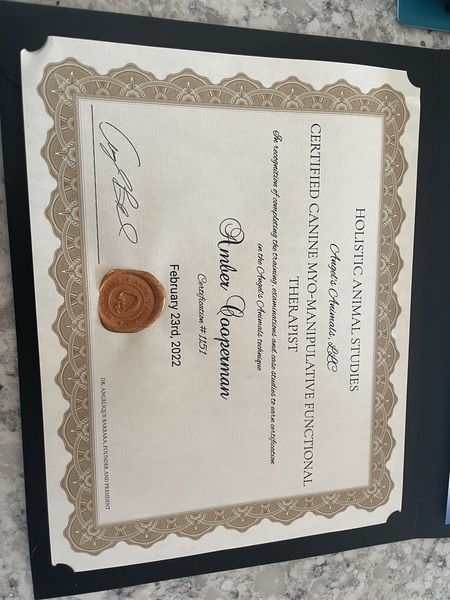 HOLISTIC ANIMAL STUDIES
Angel's Animals, LLC
CERTIFIED CANINE MYO-MANIPULATIVE FUNCTIONAL
THERAPIST
In recognition of completing the training, examinations and case studies to earn certification
in the Angel's Animals technique
Amber Cooperman
Certification # 1151
February 23rd, 2022
DR. ANGELIQUE BARBARA, FOUNDER AND PRESIDENT